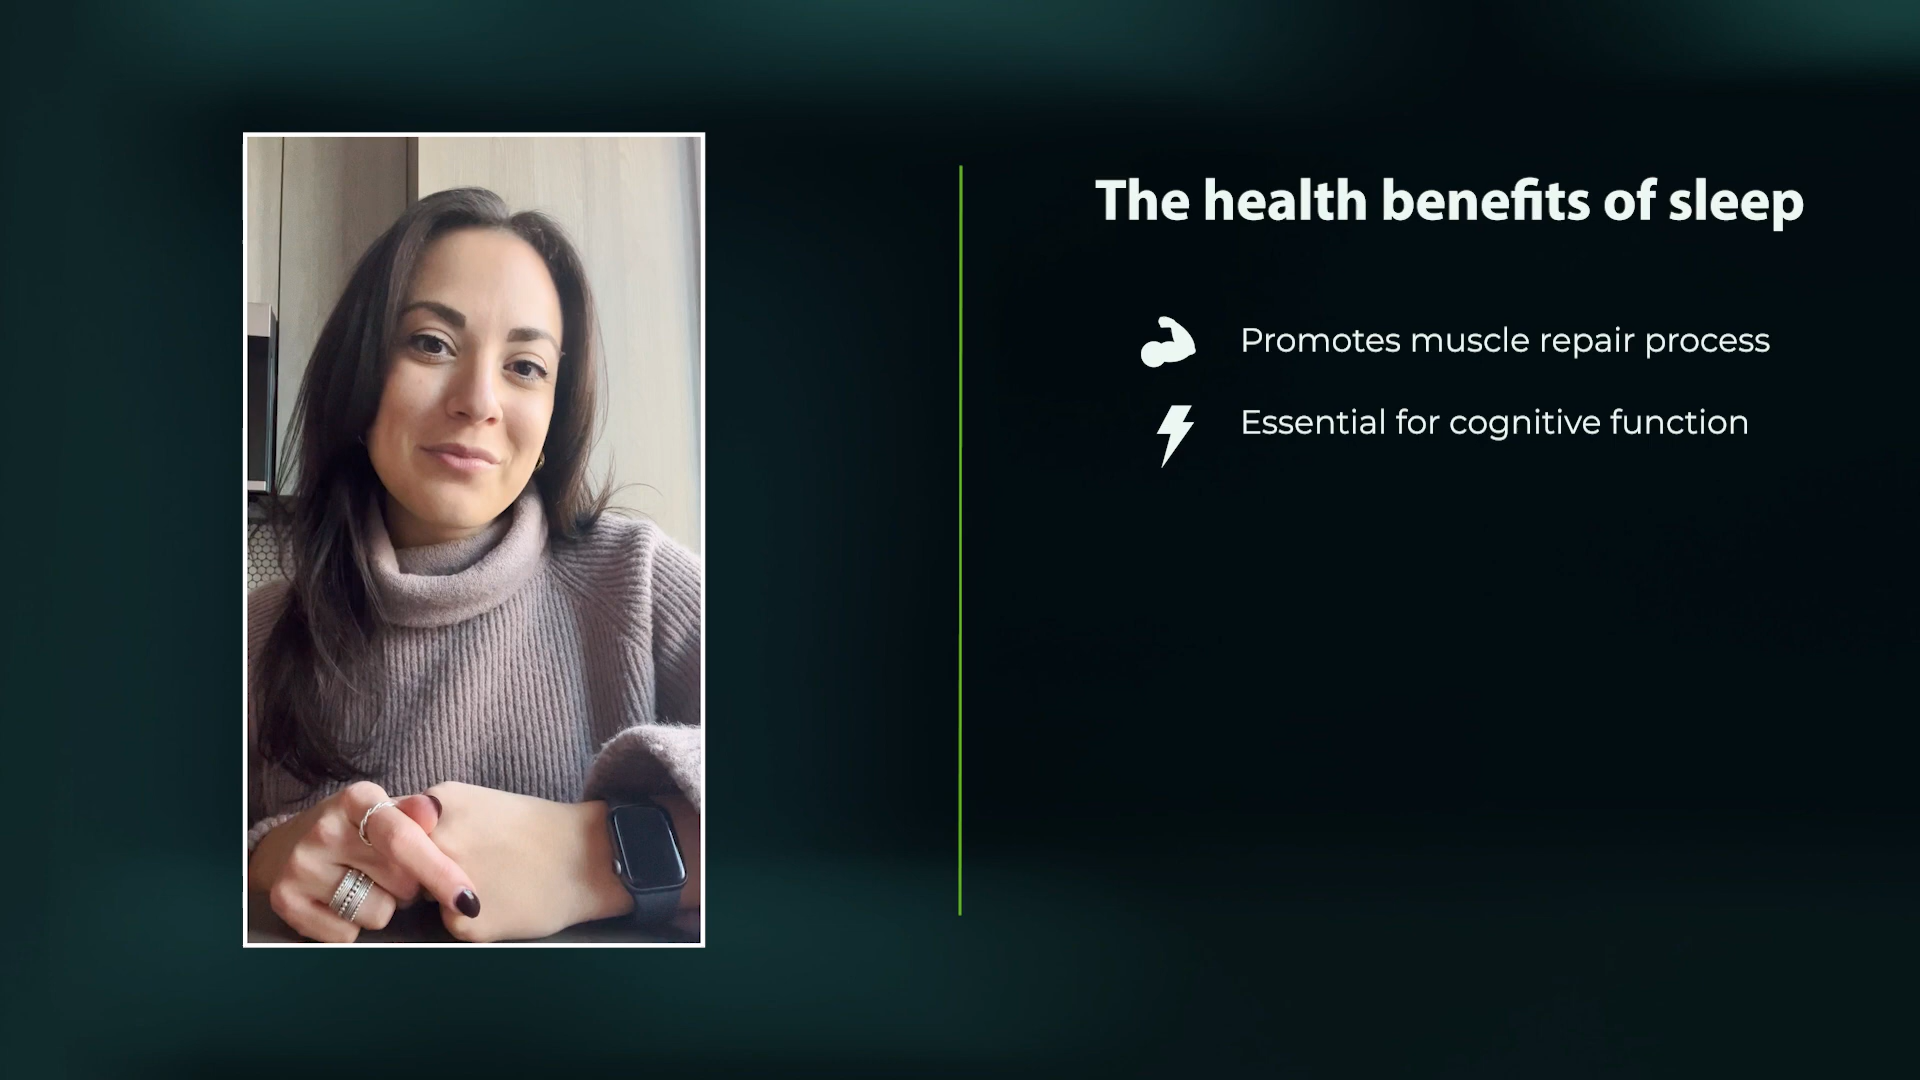 The health benefits of sleep
Promotes muscle repair process
Essential for cognitive function